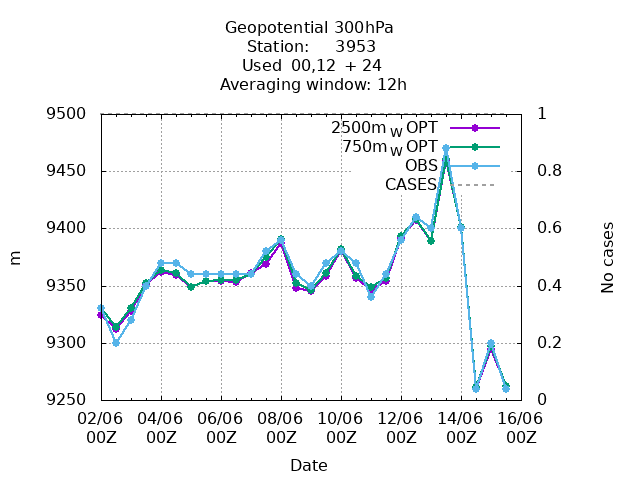 Geopotential 300hPa
Station: 3953
Used 00,12 + 24
Averaging window: 12h
9500
9450
9400
9350
9300
9250
m
1
0.8
0.6
0.4
0.2
0
No cases
2500m W OPT
750m W OPT
OBS
CASES
02/06 04/06 06/06 08/06 10/06 12/06 14/06 16/06
00Z 00Z 00Z 00Z 00Z 00Z 00Z 00Z
Date